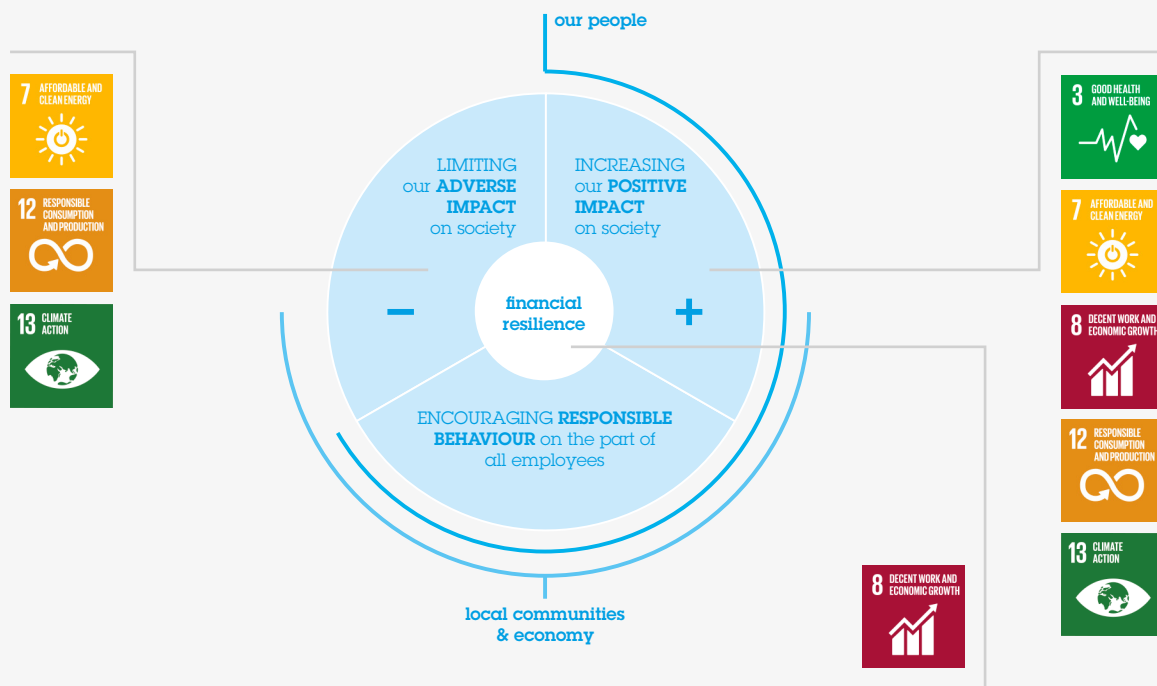 our people
7 AFFORDABLE AND
CLEAN ENERGY
12 RESPONSIBLE
CONSUMPTION
AND PRODUCTION
13 CLIMATE
ACTION
LIMITING
our ADVERSE
IMPACT
on society
INCREASING
our POSITIVE
IMPACT
on society
−
+
financial
resilience
ENCOURAGING RESPONSIBLE
BEHAVIOUR on the part of
all employees
local communities
& economy
8 DECENT WORK AND
ECONOMIC GROWTH
3 GOOD HEALTH
AND WELL-BEING
7 AFFORDABLE AND
CLEAN ENERGY
8 DECENT WORK AND
ECONOMIC GROWTH
12 RESPONSIBLE
CONSUMPTION
AND PRODUCTION
13 CLIMATE
ACTION